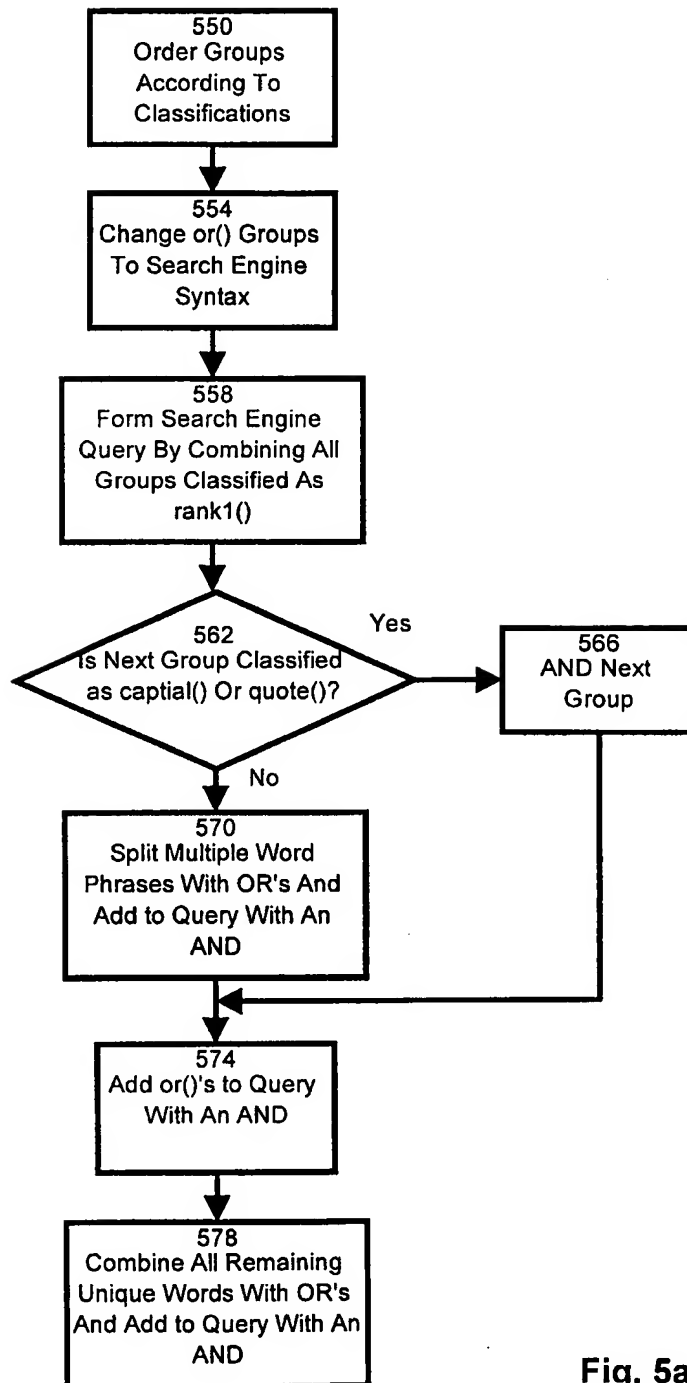 550
Order Groups
According To
Classifications
554
Change or() Groups
To Search Engine
Syntax
558
Form Search Engine
Query By Combining All
Groups Classified As
rank1()
562
Is Next Group Classified
as captial() Or quote()?
Yes
566
AND Next
Group
No
570
Split Multiple Word
Phrases With OR's And
Add to Query With An
AND
574
Add or()'s to Query
With An AND
578
Combine All Remaining
Unique Words With OR's
And Add to Query With An
AND
Fig. 5a